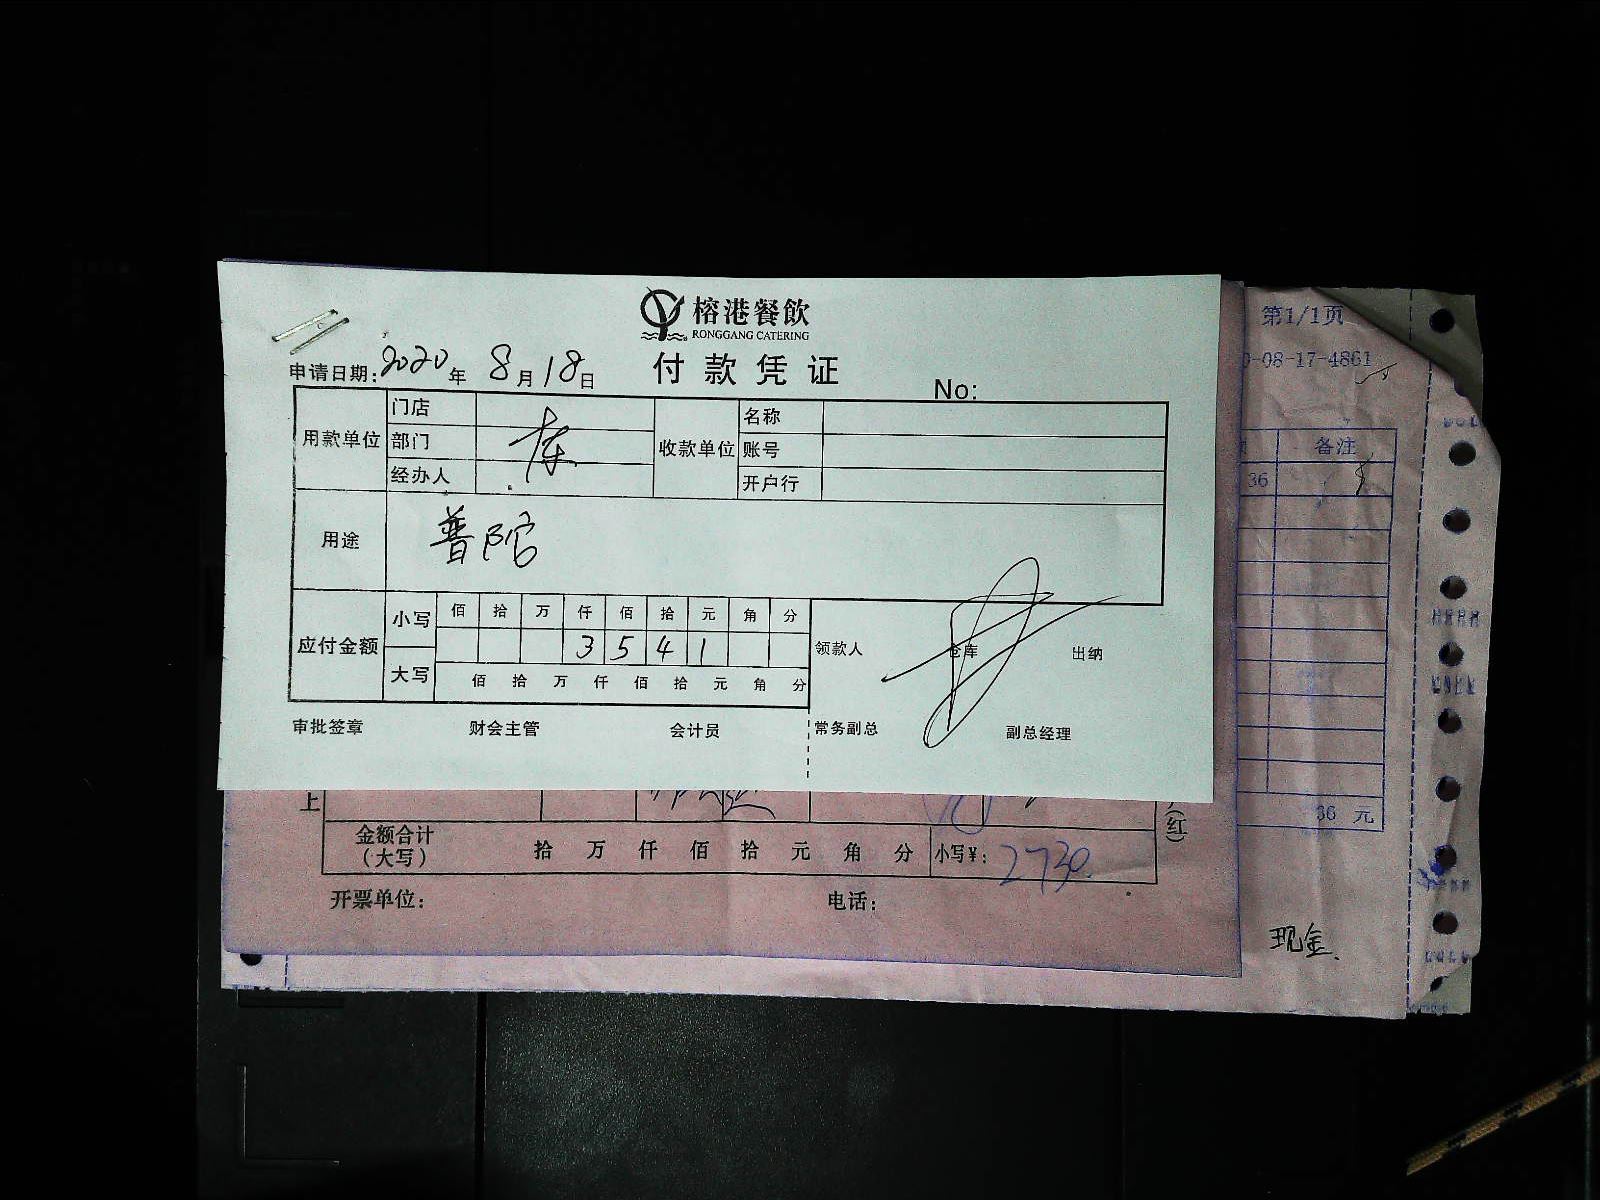 榕港餐飲
RONGGANG CATERING
付款凭证
申请日期:2020年8月18日
No:
用款单位 门店 部门 经办人
收款单位 名称 账号 开户行
用途 普陀
应付金额 小写 佰 拾 万 仟 佰 拾 元 角 分
3 5 4 1
大写 佰 拾 万 仟 佰 拾 元 角 分
领款人 仓库 出纳
审批签章 财会主管 会计员 常务副总 副总经理
第1/1页
-08-17-4861
备注
36
36 元
上
(红)
金额合计
(大写) 拾 万 仟 佰 拾 元 角 分 小写¥: 2730.
开票单位: 电话:
现金